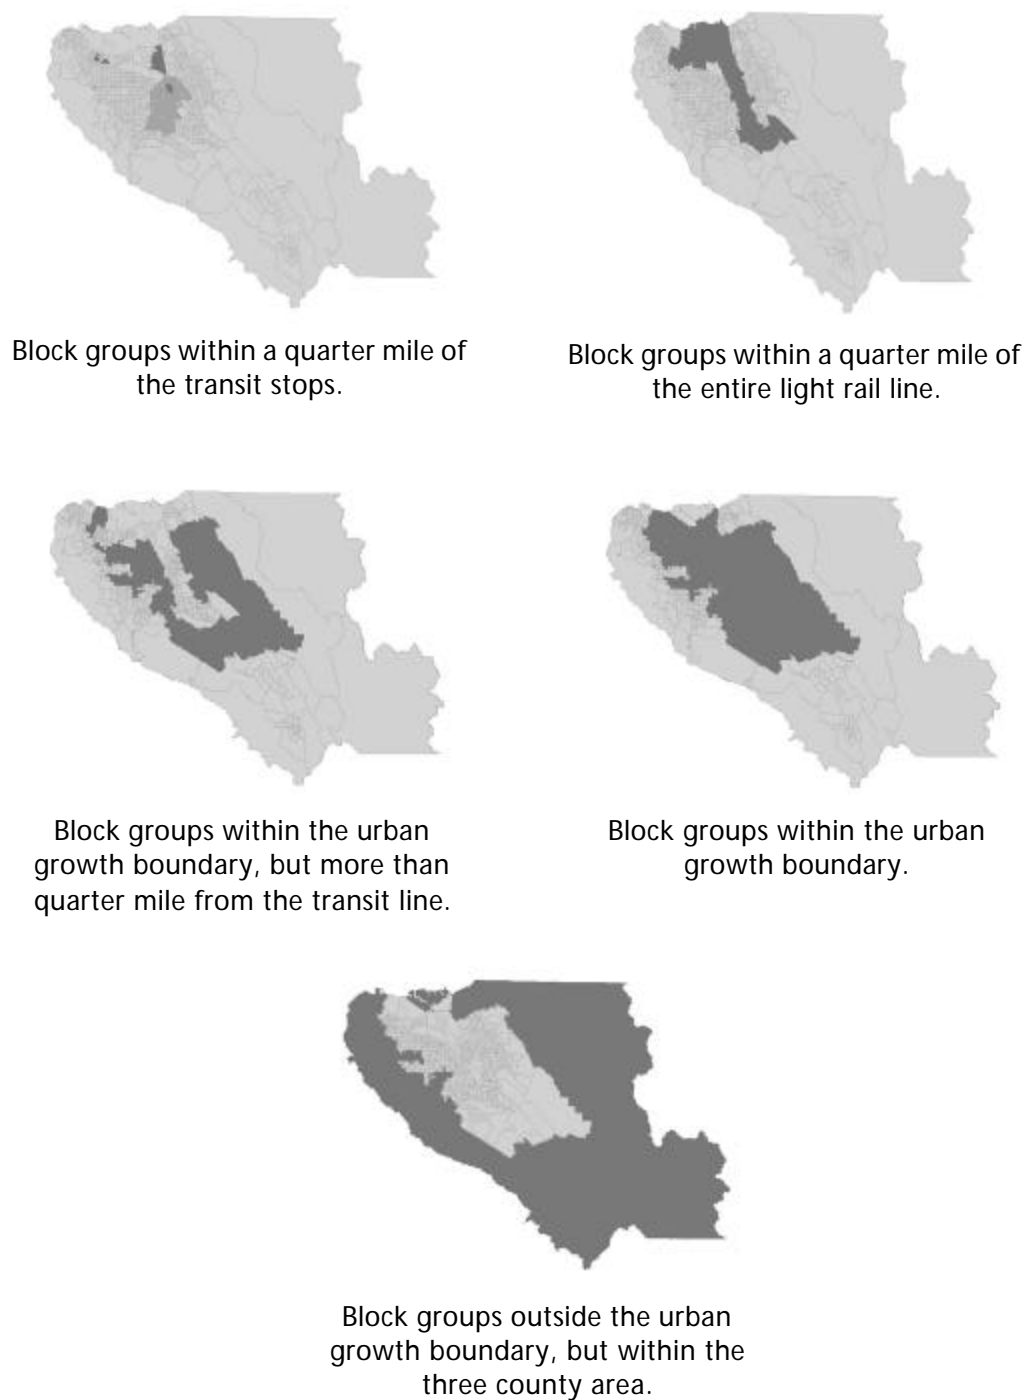 Block groups within a quarter mile of
the transit stops.
Block groups within a quarter mile of
the entire light rail line.
Block groups within the urban
growth boundary, but more than
quarter mile from the transit line.
Block groups within the urban
growth boundary.
Block groups outside the urban
growth boundary, but within the
three county area.